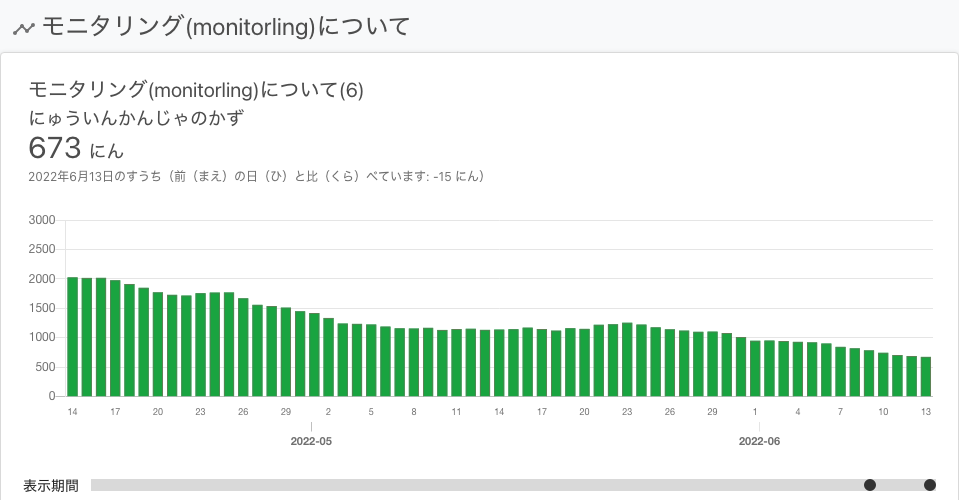 モニタリング(monitorling)について
モニタリング(monitorling)について(6)
にゅういんかんじゃのかず
673 にん
2022年6月13日のすうち（前（まえ）の日（ひ）と比（くら）べています: -15 にん）
3000
2500
2000
1500
1000
500
0
14 17 20 23 26 29 2 5 8 11 14 17 20 23 26 29 1 4 7 10 13
2022-05 2022-06
表示期間